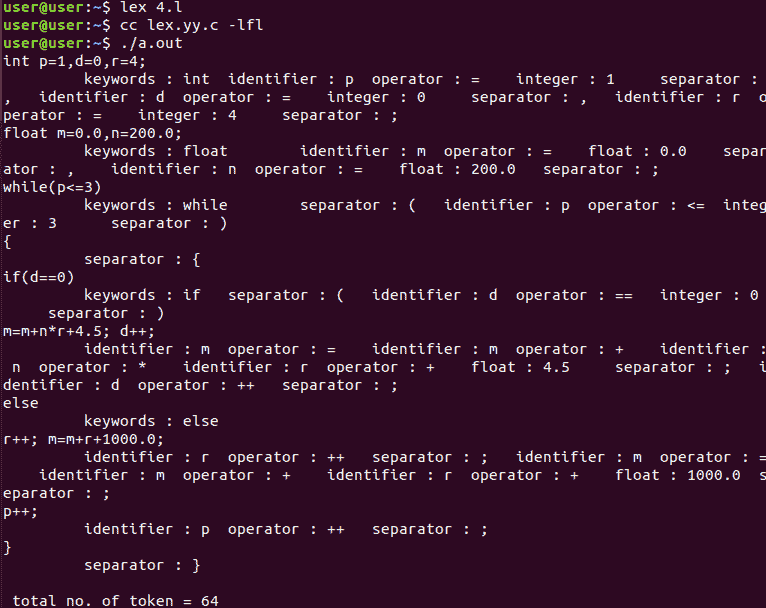 user@user:~$ lex 4.l
user@user:~$ cc lex.yy.c -lfl
user@user:~$ ./a.out
int p=1,d=0,r=4;
keywords : int identifier : p operator : = integer : 1 separator :
, identifier : d operator : = integer : 0 separator : , identifier : r o
perator : = integer : 4 separator : ;
float m=0.0,n=200.0;
keywords : float identifier : m operator : = float : 0.0 separ
ator : , identifier : n operator : = float : 200.0 separator : ;
while(p<=3)
keywords : while separator : ( identifier : p operator : <= integ
er : 3 separator : )
{
separator : {
if(d==0)
keywords : if separator : ( identifier : d operator : == integer : 0
separator : )
m=m+n*r+4.5; d++;
identifier : m operator : = identifier : m operator : + identifier :
n operator : * identifier : r operator : + float : 4.5 separator : ; i
dentifier : d operator : ++ separator : ;
else
keywords : else
r++; m=m+r+1000.0;
identifier : r operator : ++ separator : ; identifier : m operator : =
identifier : m operator : + identifier : r operator : + float : 1000.0 s
eparator : ;
p++;
identifier : p operator : ++ separator : ;
}
separator : }
total no. of token = 64